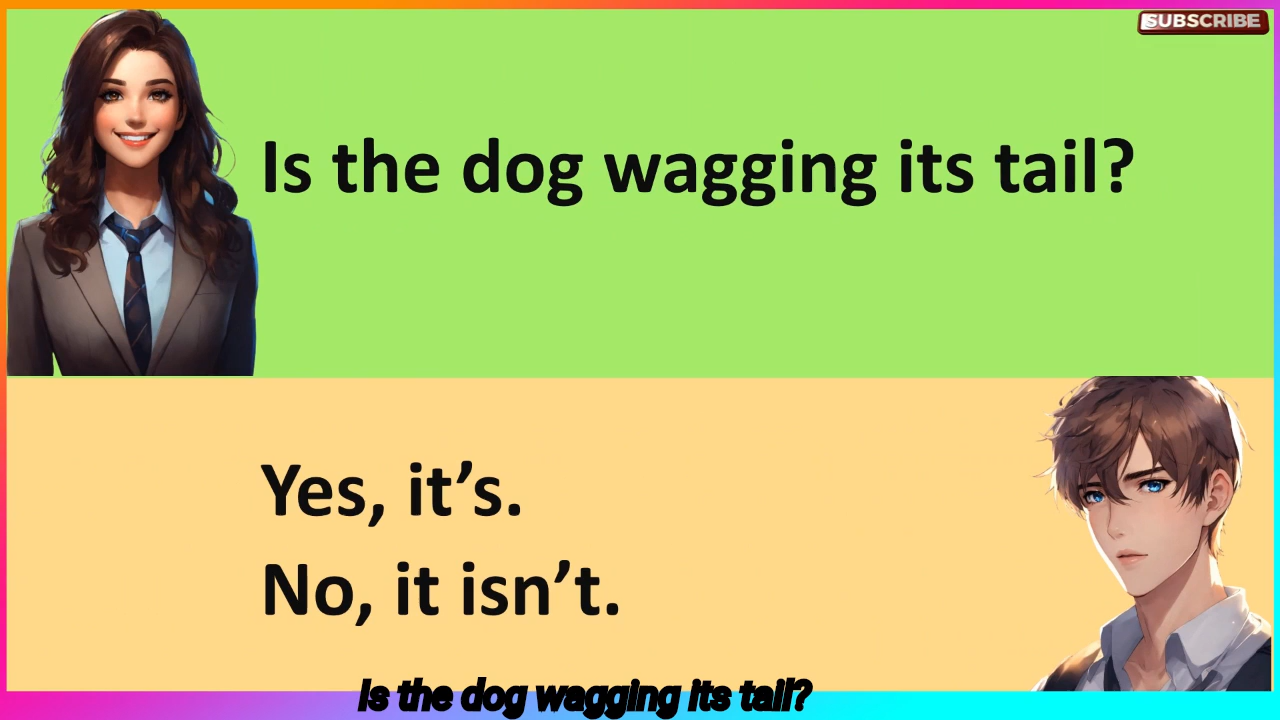 SUBSCRIBE
Is the dog wagging its tail?
Yes, it’s.
No, it isn’t.
Is the dog wagging its tail?